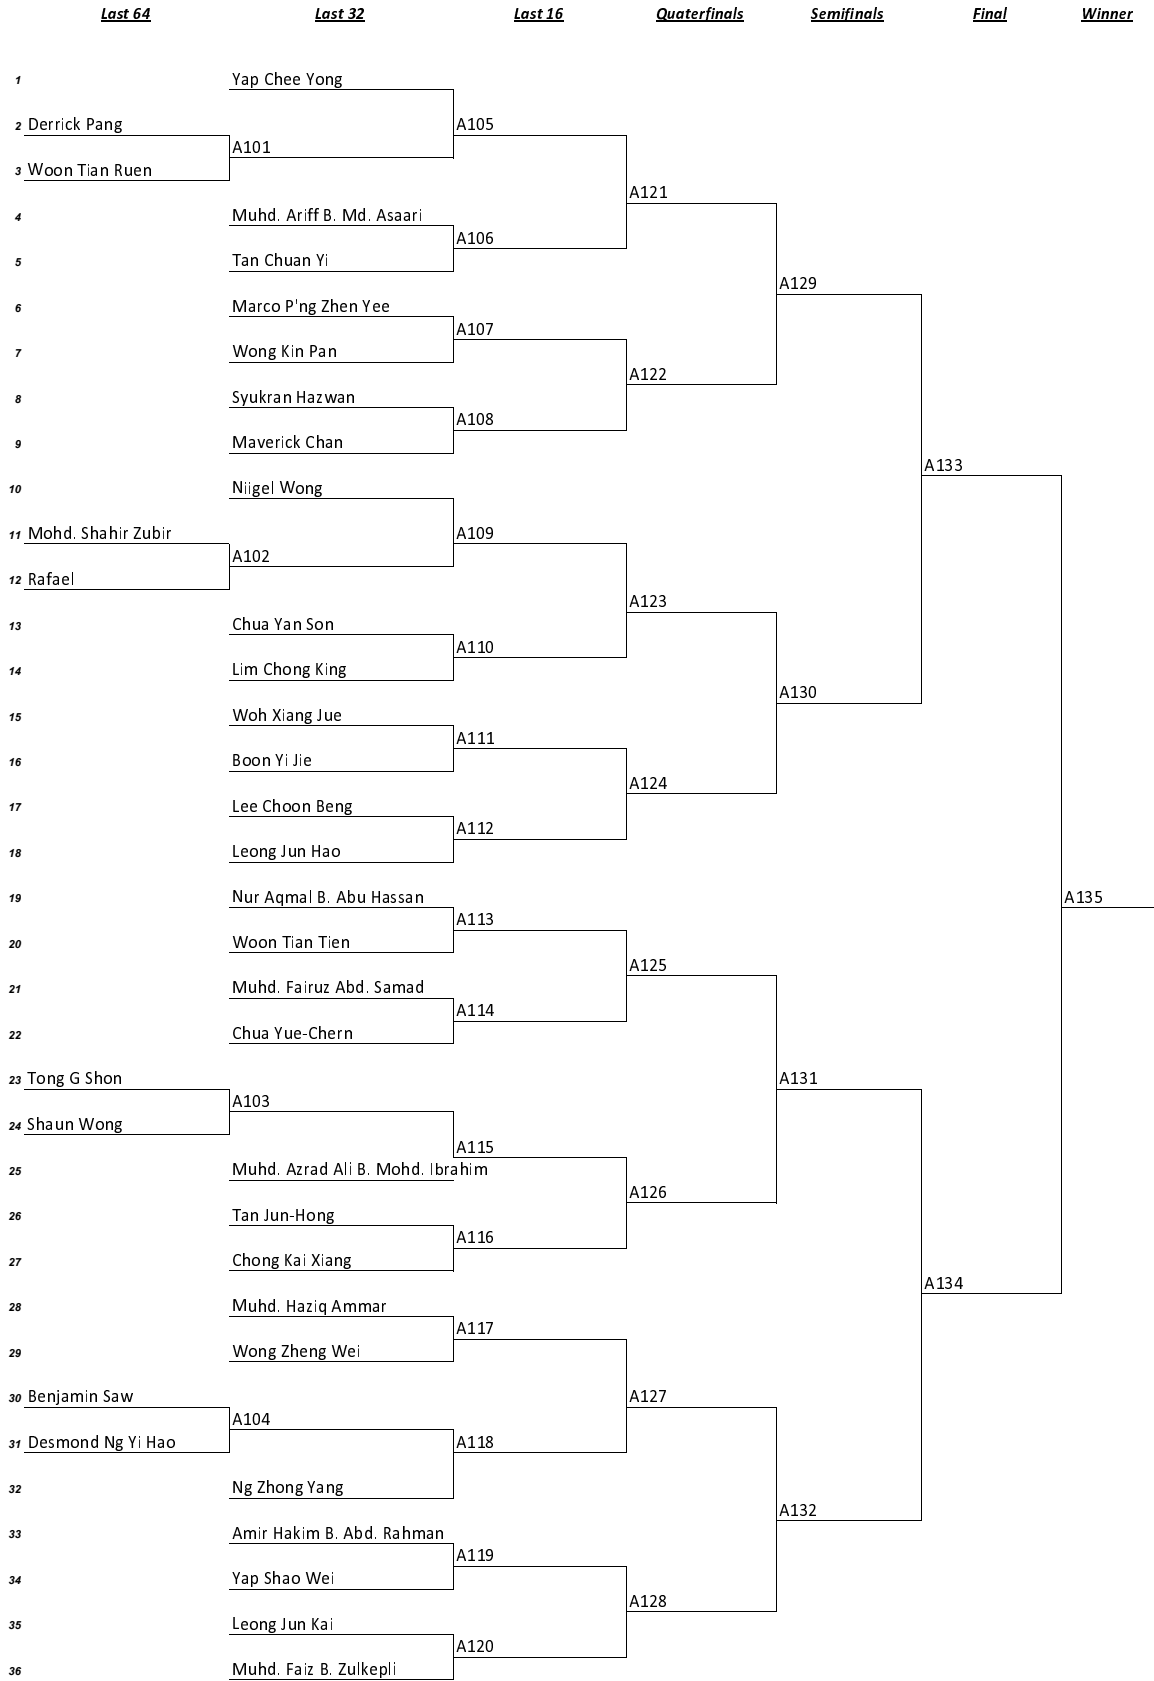 Last 64 Last 32 Last 16 Quaterfinals Semifinals Final Winner
1 Yap Chee Yong
2 Derrick Pang A105
A101
3 Woon Tian Ruen
A121
4 Muhd. Ariff B. Md. Asaari
A106
5 Tan Chuan Yi
A129
6 Marco P'ng Zhen Yee
A107
7 Wong Kin Pan
A122
8 Syukran Hazwan
A108
9 Maverick Chan
A133
10 Niigel Wong
11 Mohd. Shahir Zubir A109
A102
12 Rafael
A123
13 Chua Yan Son
A110
14 Lim Chong King
A130
15 Woh Xiang Jue
A111
16 Boon Yi Jie
A124
17 Lee Choon Beng
A112
18 Leong Jun Hao
19 Nur Aqmal B. Abu Hassan A135
A113
20 Woon Tian Tien
A125
21 Muhd. Fairuz Abd. Samad
A114
22 Chua Yue-Chern
23 Tong G Shon A131
A103
24 Shaun Wong
A115
25 Muhd. Azrad Ali B. Mohd. Ibrahim
A126
26 Tan Jun-Hong
A116
27 Chong Kai Xiang
A134
28 Muhd. Haziq Ammar
A117
29 Wong Zheng Wei
30 Benjamin Saw A127
A104
31 Desmond Ng Yi Hao A118
32 Ng Zhong Yang
A132
33 Amir Hakim B. Abd. Rahman
A119
34 Yap Shao Wei
A128
35 Leong Jun Kai
A120
36 Muhd. Faiz B. Zulkepli